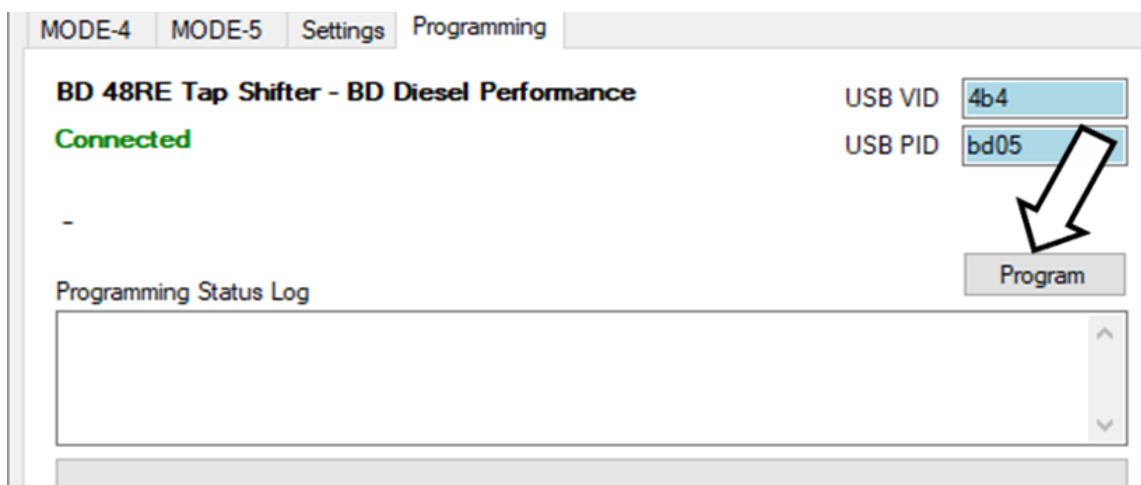 MODE-4 MODE-5 Settings Programming
BD 48RE Tap Shifter - BD Diesel Performance
USB VID 4b4
Connected
USB PID bd05
-
Program
Programming Status Log